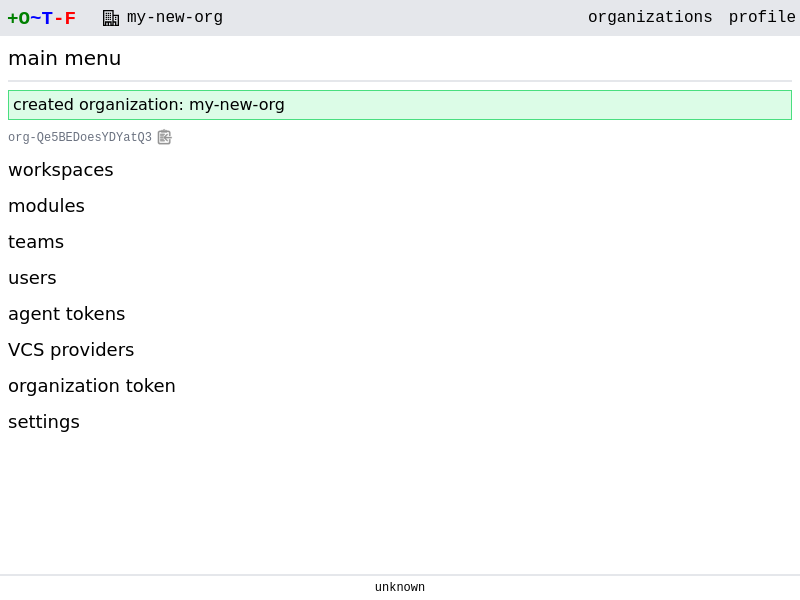 +O~T-F my-new-org organizations profile
main menu
created organization: my-new-org
org-Qe5BEDoesYDYatQ3
workspaces
modules
teams
users
agent tokens
VCS providers
organization token
settings
unknown